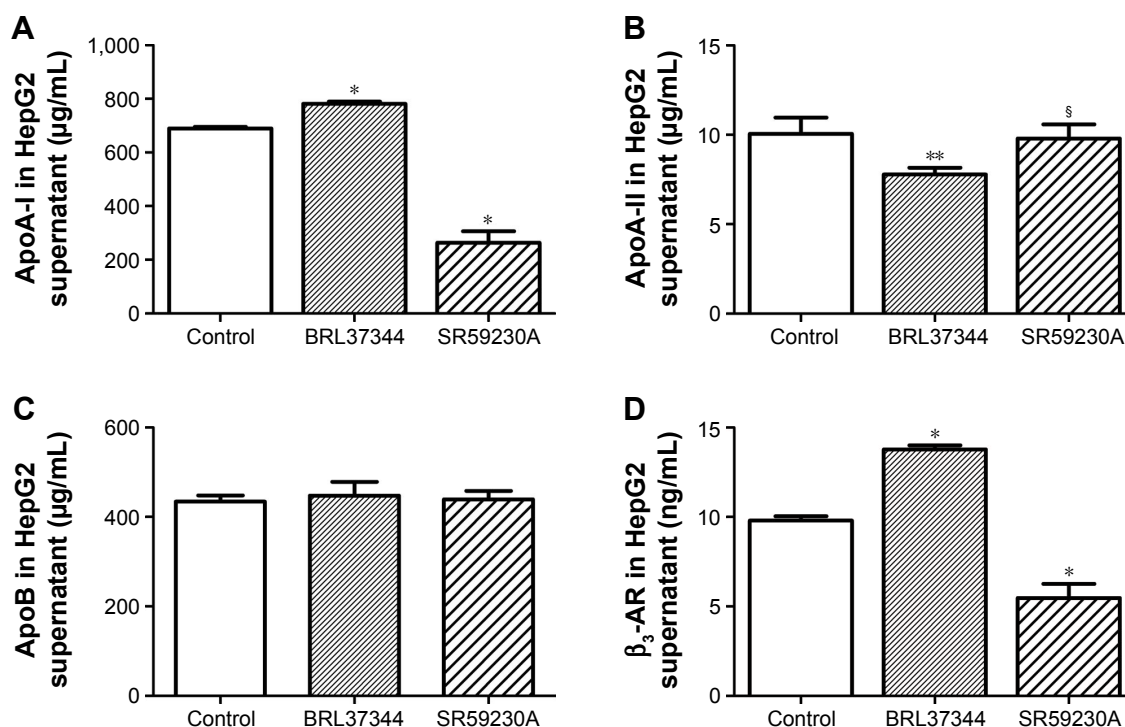 A
ApoA-I in HepG2
supernatant (µg/mL)
1,000
800
600
400
200
0
*
*
Control
BRL37344
SR59230A
B
ApoA-II in HepG2
supernatant (µg/mL)
15
10
5
0
**
§
Control
BRL37344
SR59230A
C
ApoB in HepG2
supernatant (µg/mL)
600
400
200
0
Control
BRL37344
SR59230A
D
β₃-AR in HepG2
supernatant (ng/mL)
15
10
5
0
*
*
Control
BRL37344
SR59230A